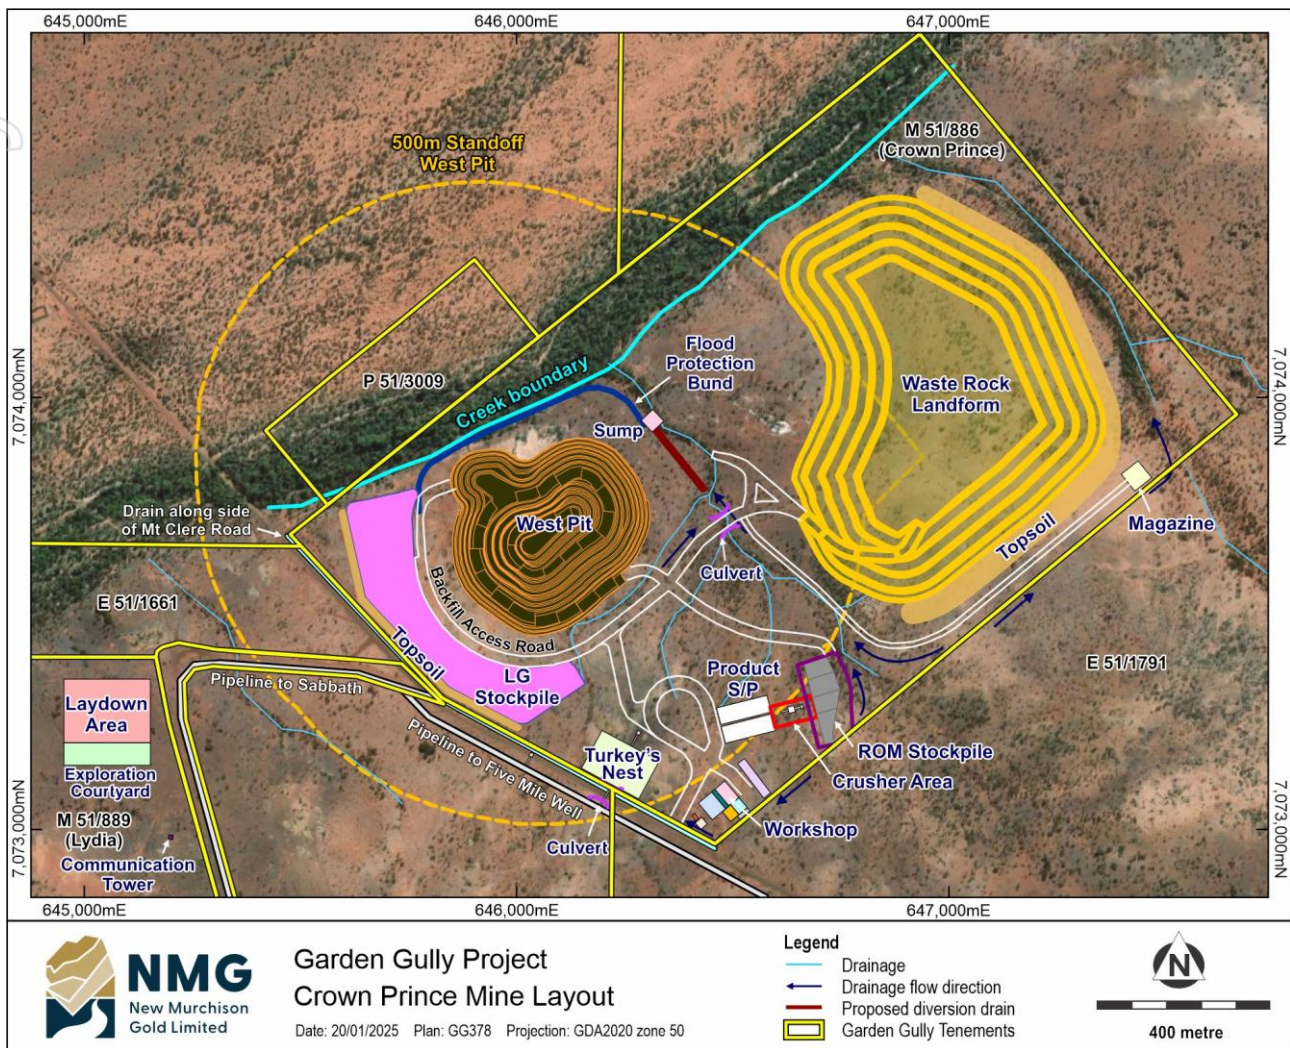 645,000mE
646,000mE
647,000mE
7,074,000mN
7,073,000mN
7,074,000mN
7,073,000mN
500m Standoff
West Pit
M 51/886
(Crown Prince)
P 51/3009
Creek boundary
Flood
Protection
Bund
Sump
Waste Rock
Landform
Drain along side
of Mt Clere Road
West Pit
Culvert
Topsoil
Magazine
E 51/1661
Backfill Access Road
Topsoil
LG
Stockpile
Product
S/P
E 51/1791
Pipeline to Sabbath
Laydown
Area
Pipeline to Five Mile Well
Turkey's
Nest
ROM Stockpile
Crusher Area
Exploration
Courtyard
M 51/889
(Lydia)
Workshop
Culvert
Communication
Tower
645,000mE
646,000mE
647,000mE
NMG
New Murchison
Gold Limited
Garden Gully Project
Crown Prince Mine Layout
Date: 20/01/2025 Plan: GG378 Projection: GDA2020 zone 50
Legend
Drainage
Drainage flow direction
Proposed diversion drain
Garden Gully Tenements
N
400 metre